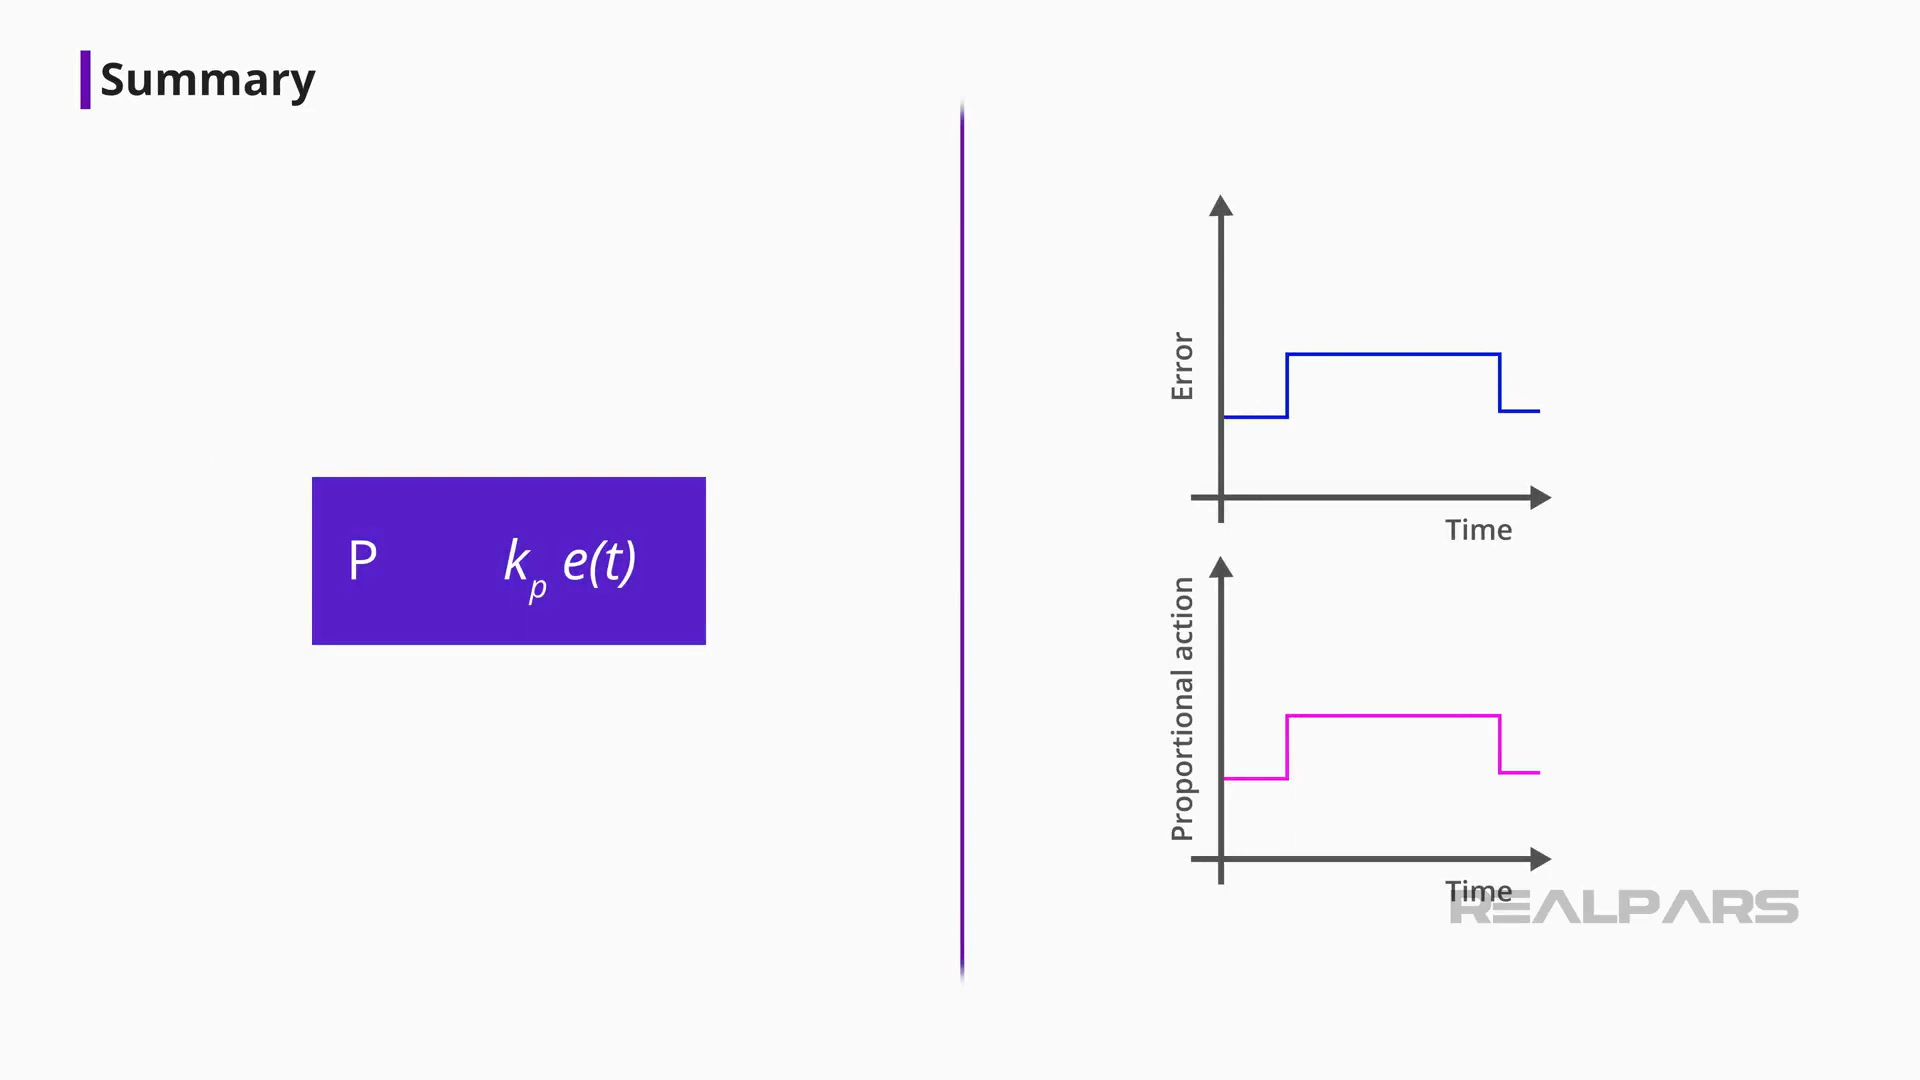 Summary
P k_p e(t)
Error
Time
Proportional action
Time
REALPARS